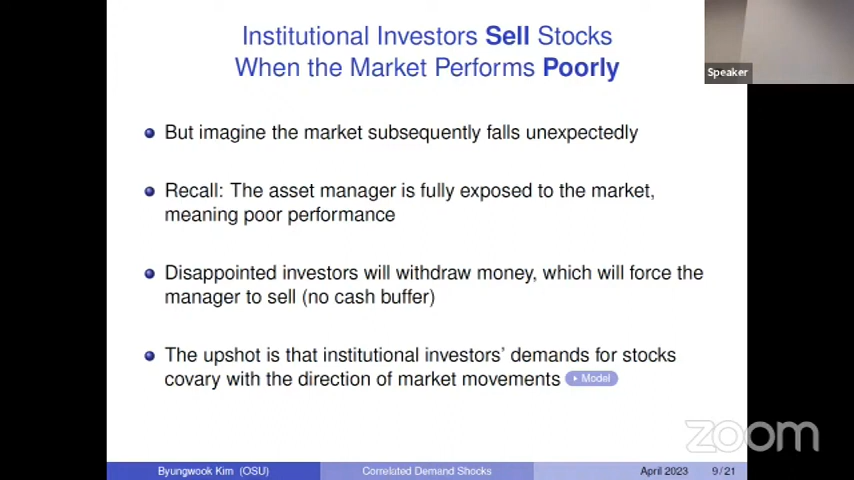 Institutional Investors Sell Stocks
When the Market Performs Poorly
Speaker
But imagine the market subsequently falls unexpectedly
Recall: The asset manager is fully exposed to the market,
meaning poor performance
Disappointed investors will withdraw money, which will force the
manager to sell (no cash buffer)
The upshot is that institutional investors' demands for stocks
covary with the direction of market movements Model
zoom
Byungwook Kim (OSU) Correlated Demand Shocks April 2023 9/21